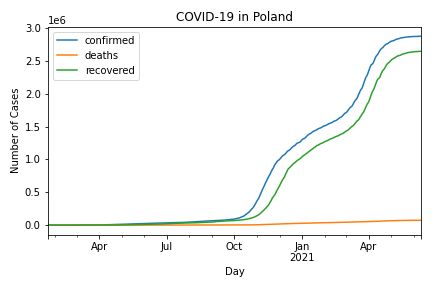 COVID-19 in Poland
1e6
confirmed
deaths
recovered
Number of Cases
3.0
2.5
2.0
1.5
1.0
0.5
0.0
Apr Jul Oct Jan Apr
2021
Day